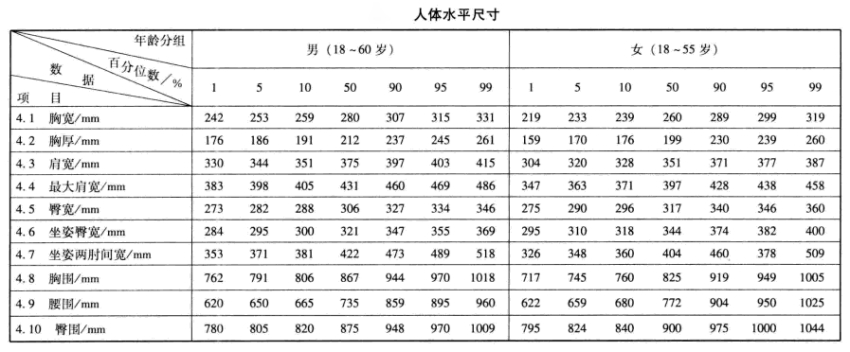 人体水平尺寸
年龄分组 男(18~60岁) 女(18~55岁)
百分位数/%
数据
项目 1 5 10 50 90 95 99 1 5 10 50 90 95 99
4.1 胸宽/mm 242 253 259 280 307 315 331 219 233 239 260 289 299 319
4.2 胸厚/mm 176 186 191 212 237 245 261 159 170 176 199 230 239 260
4.3 肩宽/mm 330 344 351 375 397 403 415 304 320 328 351 371 377 387
4.4 最大肩宽/mm 383 398 405 431 460 469 486 347 363 371 397 428 438 458
4.5 臀宽/mm 273 282 288 306 327 334 346 275 290 296 317 340 346 360
4.6 坐姿臀宽/mm 284 295 300 321 347 355 369 295 310 318 344 374 382 400
4.7 坐姿两肘间宽/mm 353 371 381 422 473 489 518 326 348 360 404 460 378 509
4.8 胸围/mm 762 791 806 867 944 970 1018 717 745 760 825 919 949 1005
4.9 腰围/mm 620 650 665 735 859 895 960 622 659 680 772 904 950 1025
4.10 臀围/mm 780 805 820 875 948 970 1009 795 824 840 900 975 1000 1044